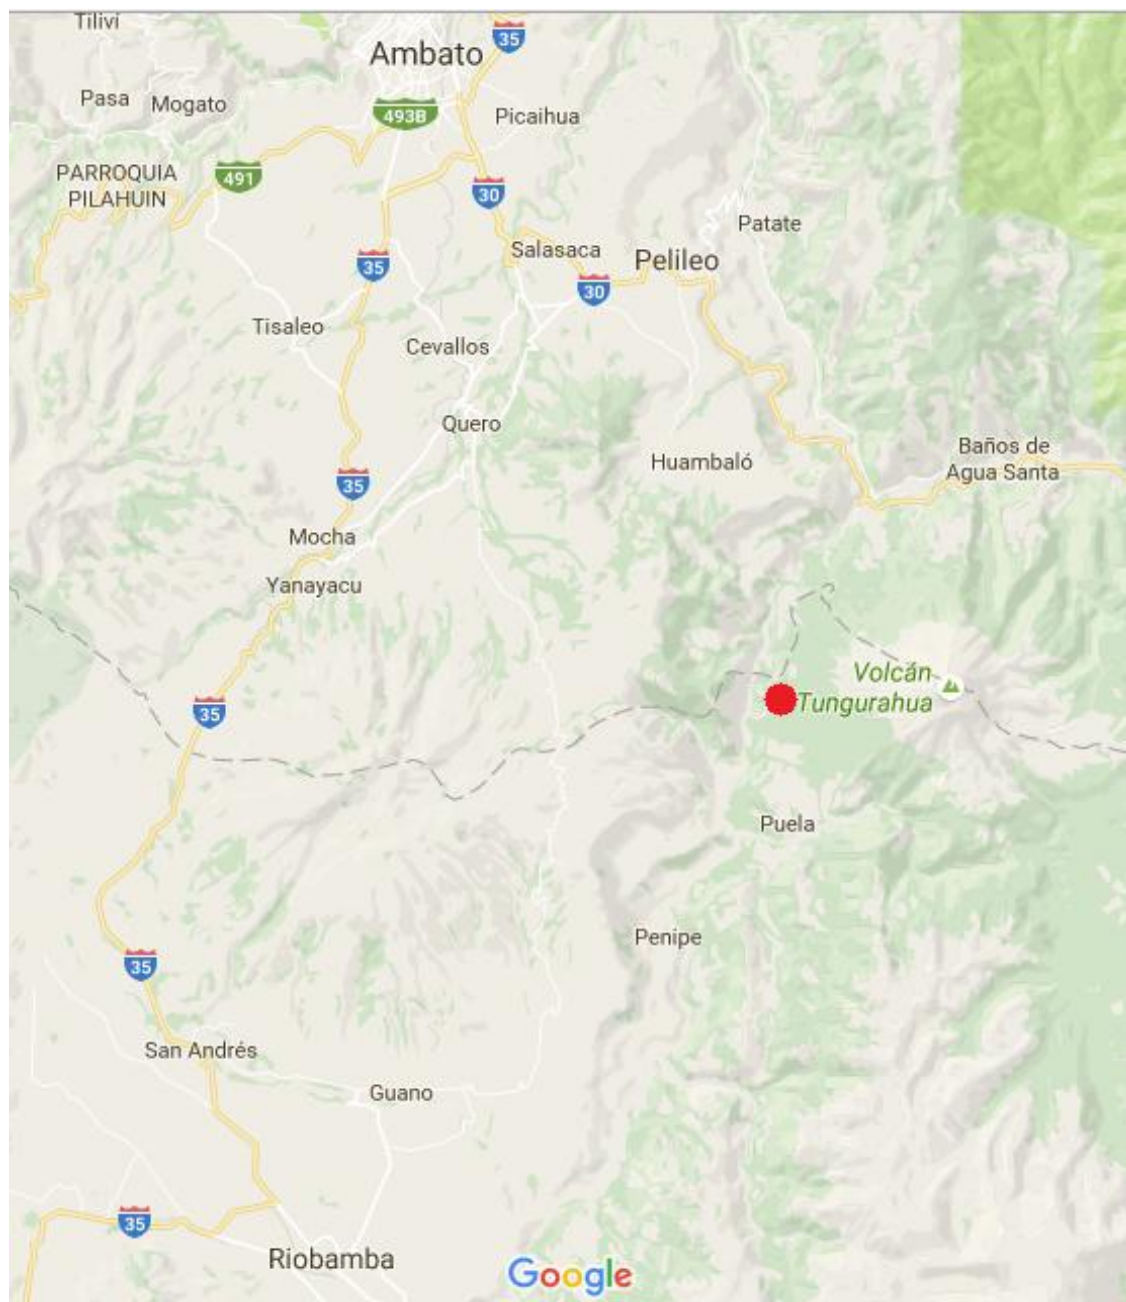 Tiliví
35
Ambato
Pasa
Mogato
493B
Picaihua
PARROQUIA
PILAHUIN
491
30
Patate
Salasaca
Pelileo
35
30
Tisaleo
Cevallos
Quero
Huambaló
Baños de
Agua Santa
35
Mocha
Yanayacu
Volcán
Tungurahua
35
Puela
Penipe
35
San Andrés
Guano
35
Riobamba
Google